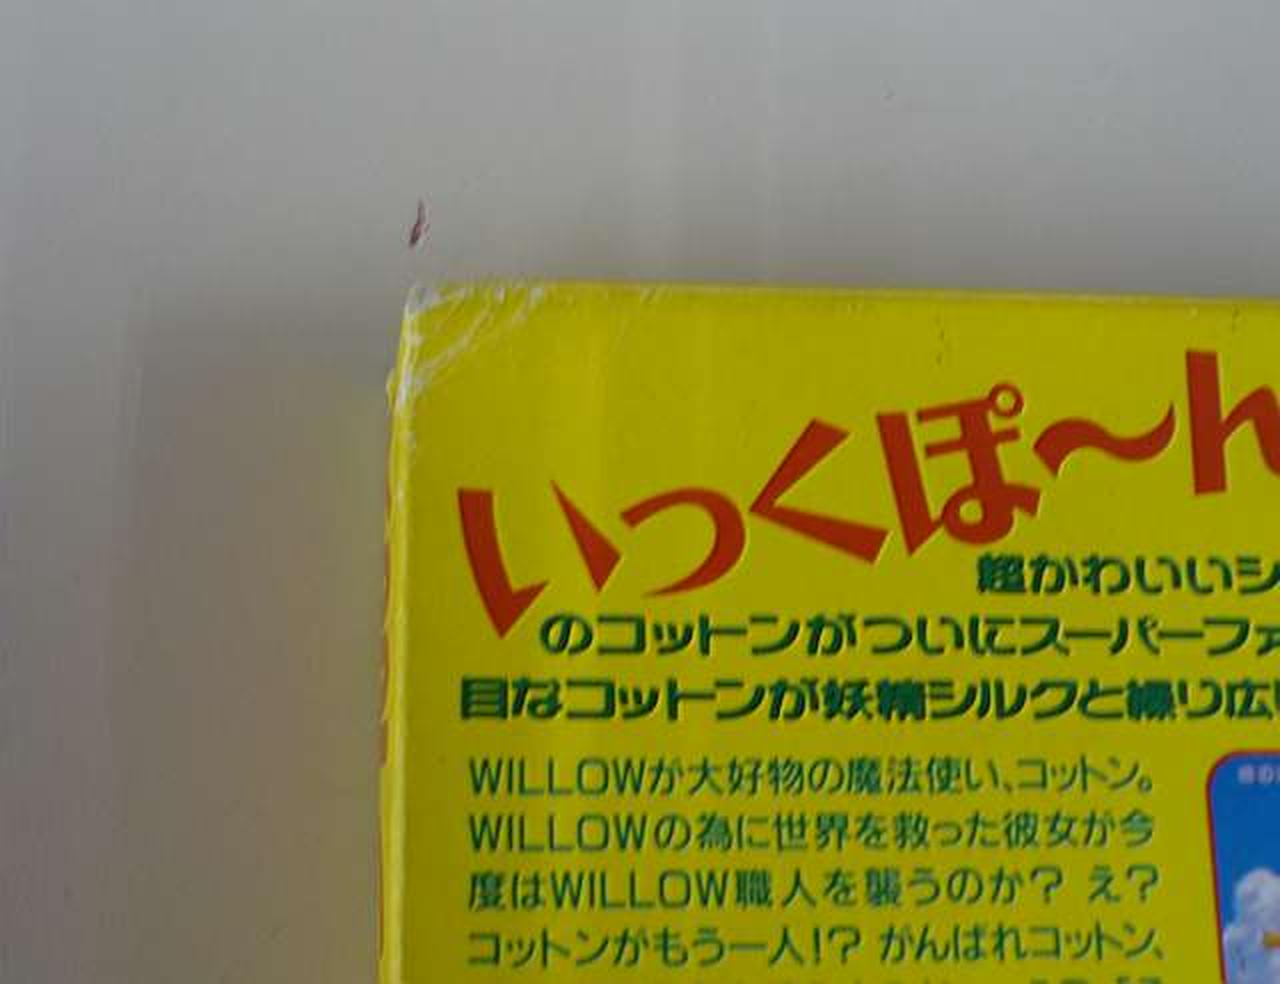 いっくぽ〜ん
超かわいいシ
のコットンがついにスーパーファ
目なコットンが妖精シルクと繰り広
WILLOWが大好物の魔法使い、コットン。
WILLOWの為に世界を救った彼女が今
度はWILLOW職人を襲うのか? え?
コットンがもう一人!? がんばれコットン、